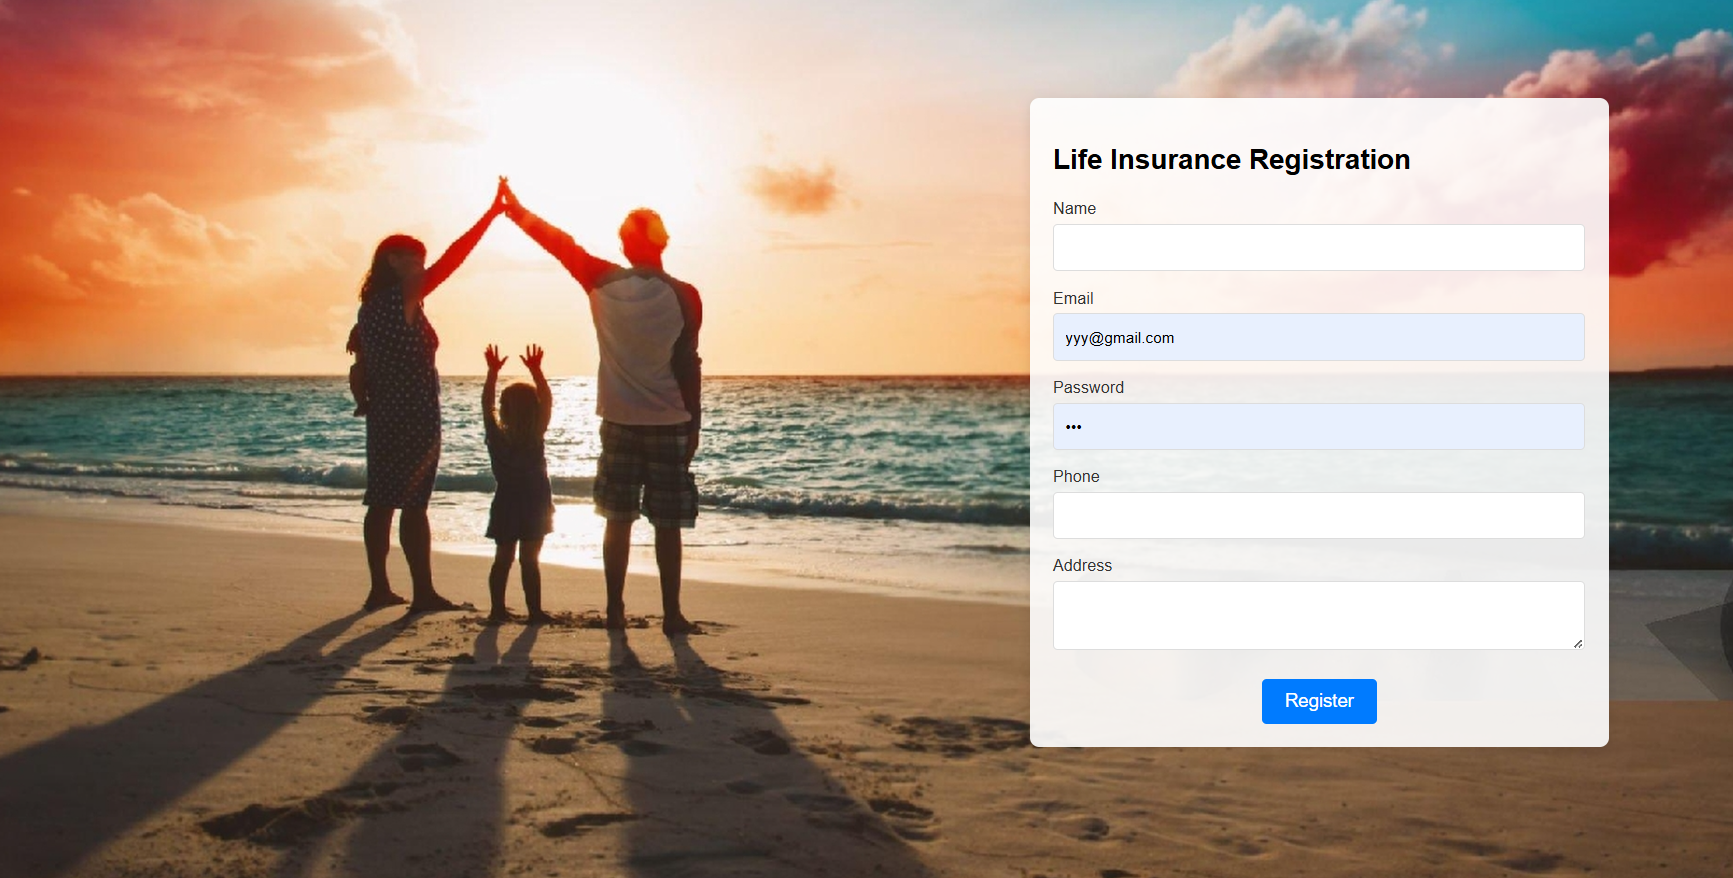 Life Insurance Registration
Name
Email
yyy@gmail.com
Password
•••
Phone
Address
Register